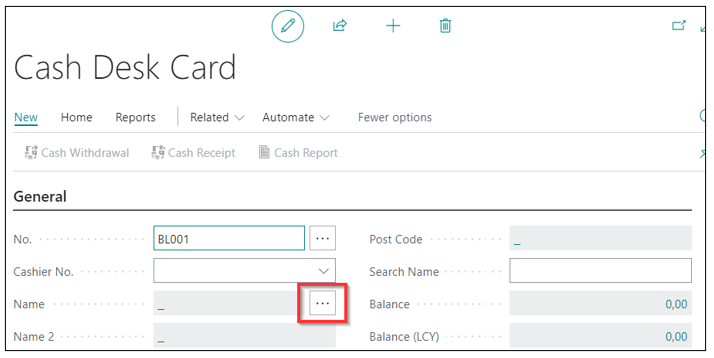 Cash Desk Card
New Home Reports Related Automate Fewer options
Cash Withdrawal Cash Receipt Cash Report
General
No. BL001 ... Post Code _
Cashier No. Search Name
Name _ ... Balance 0,00
Name 2 _ Balance (LCY) 0,00